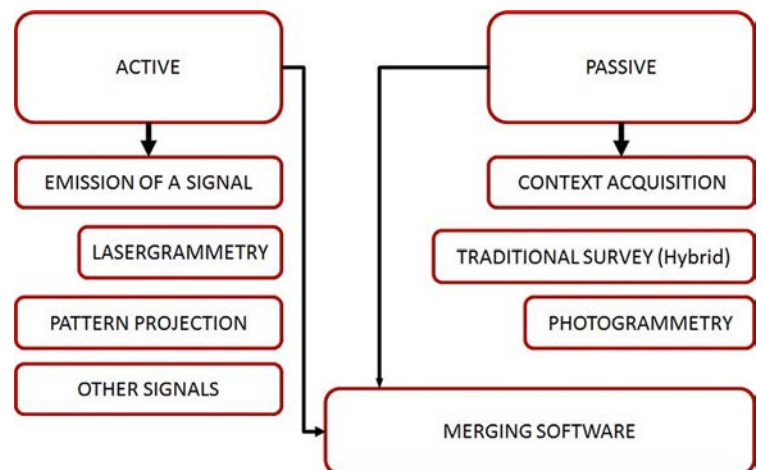 ACTIVE
PASSIVE
EMISSION OF A SIGNAL
CONTEXT ACQUISITION
LASERGRAMMETRY
TRADITIONAL SURVEY (Hybrid)
PATTERN PROJECTION
PHOTOGRAMMETRY
OTHER SIGNALS
MERGING SOFTWARE